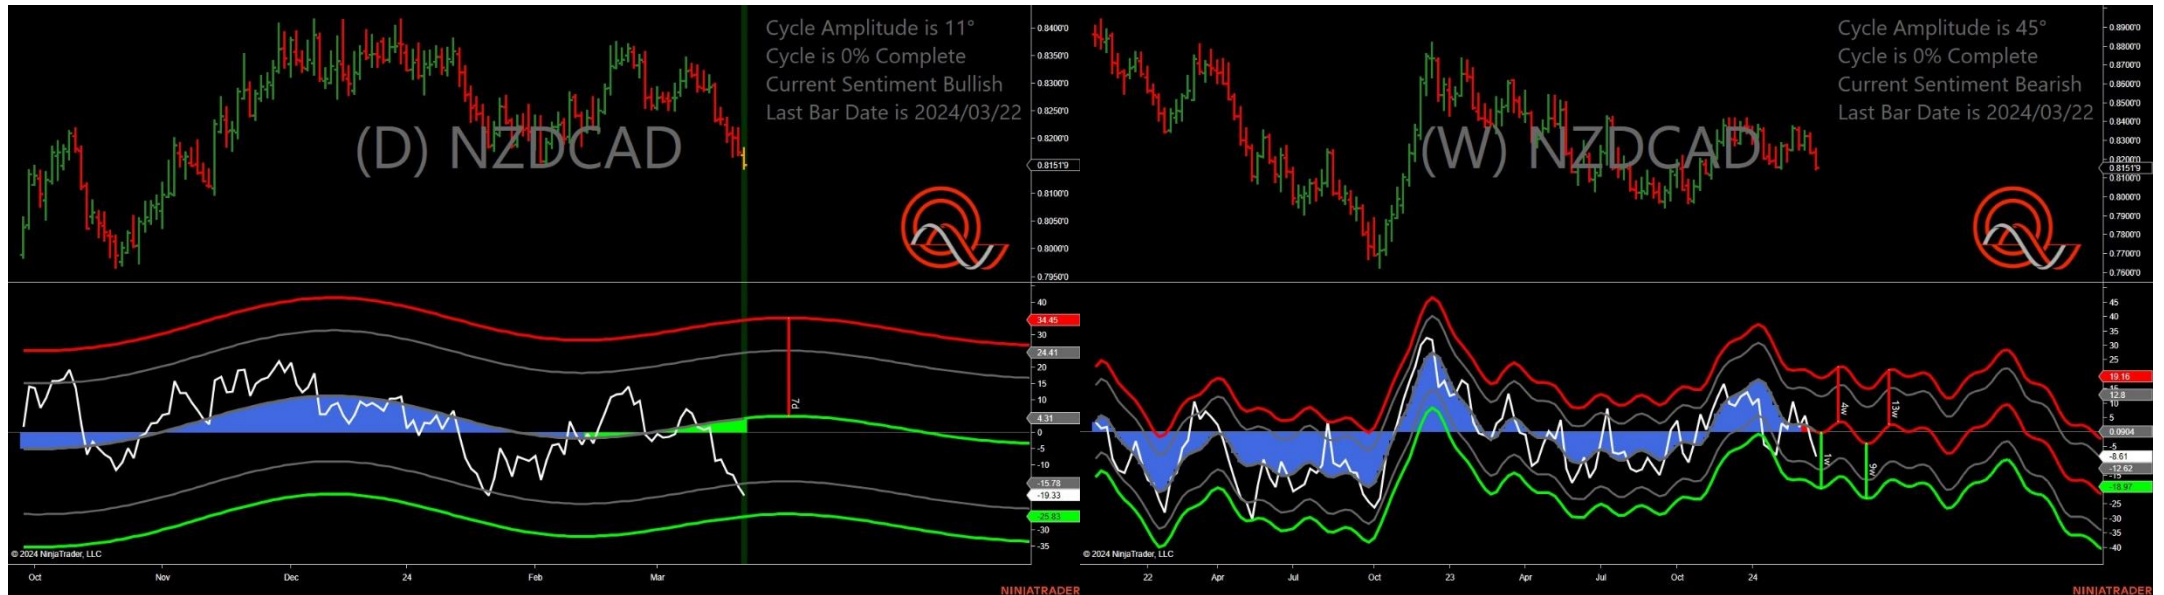 Cycle Amplitude is 11°
Cycle is 0% Complete
Current Sentiment Bullish
Last Bar Date is 2024/03/22
(D) NZDCAD
0.8400'0
0.8350'0
0.8300'0
0.8250'0
0.8200'0
0.8151'9
0.8100'0
0.8050'0
0.8000'0
0.7950'0
40
34.45
30
24.41
20
15
10
4.31
0
-5
-10
-15.78
-19.33
-25.83
-30
-35
7d
© 2024 NinjaTrader, LLC
Oct Nov Dec 24 Feb Mar
NINJATRADER
Cycle Amplitude is 45°
Cycle is 0% Complete
Current Sentiment Bearish
Last Bar Date is 2024/03/22
(W) NZDCAD
0.8900'0
0.8800'0
0.8700'0
0.8600'0
0.8500'0
0.8400'0
0.8300'0
0.8200'0
0.8151'9
0.8100'0
0.7900'0
0.7800'0
0.7700'0
0.7600'0
45
40
35
30
25
19.16
12.8
10
5
0.0904
-5
-8.61
-12.62
-18.97
-25
-30
-35
-40
4w
13w
1w
9w
© 2024 NinjaTrader, LLC
22 Apr Jul Oct 23 Apr Jul Oct 24
NINJATRADER